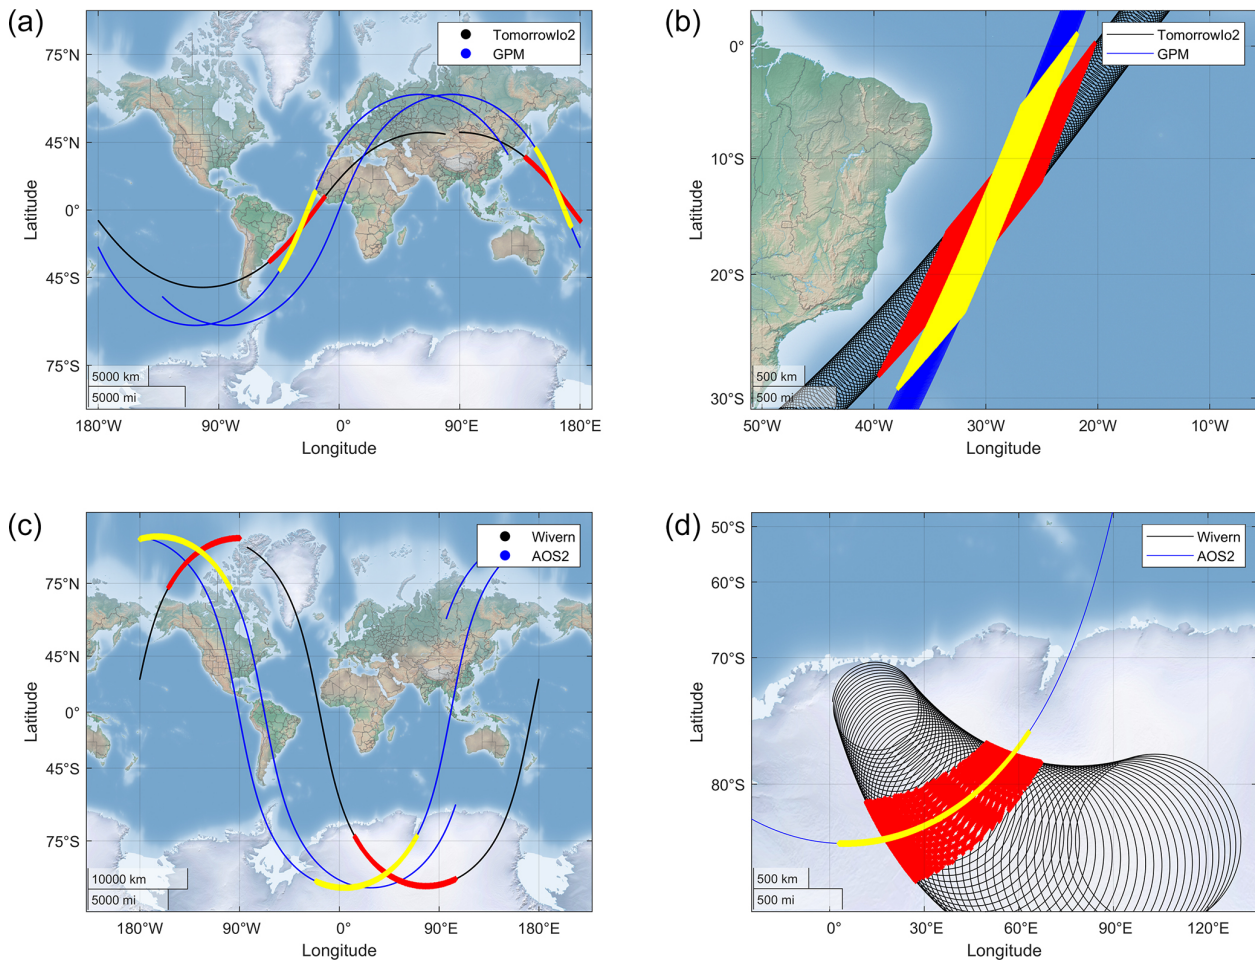 (a)
TomorrowIo2
GPM
75°N
45°N
0°
45°S
75°S
Latitude
5000 km
5000 mi
180°W
90°W
0°
90°E
180°E
Longitude
(b)
TomorrowIo2
GPM
0°
10°S
20°S
30°S
Latitude
500 km
500 mi
50°W
40°W
30°W
20°W
10°W
Longitude
(c)
Wivern
AOS2
75°N
45°N
0°
45°S
75°S
Latitude
10000 km
5000 mi
180°W
90°W
0°
90°E
180°E
Longitude
(d)
Wivern
AOS2
50°S
60°S
70°S
80°S
Latitude
500 km
500 mi
0°
30°E
60°E
90°E
120°E
Longitude